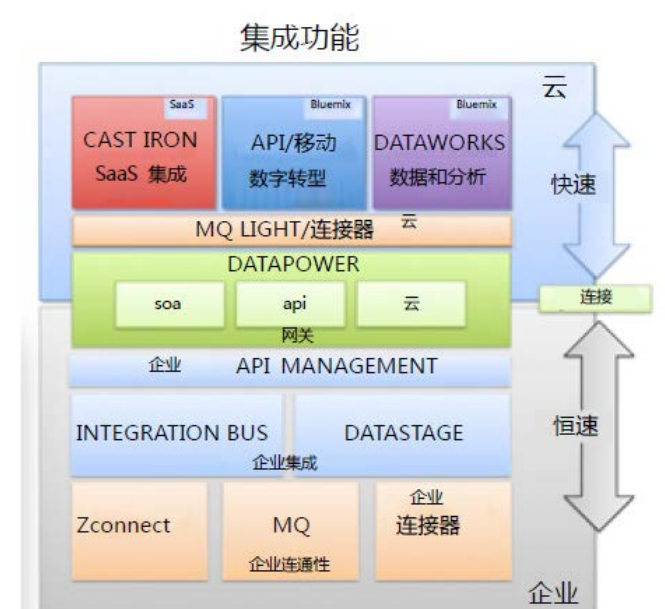 集成功能
云
SaaS
CAST IRON
SaaS 集成
Bluemix
API/移动
数字转型
Bluemix
DATAWORKS
数据和分析
快速
MQ LIGHT/连接器 云
DATAPOWER
soa
api
云
网关
连接
企业 API MANAGEMENT
INTEGRATION BUS
DATASTAGE
企业集成
恒速
Zconnect
MQ
企业连通性
企业
连接器
企业